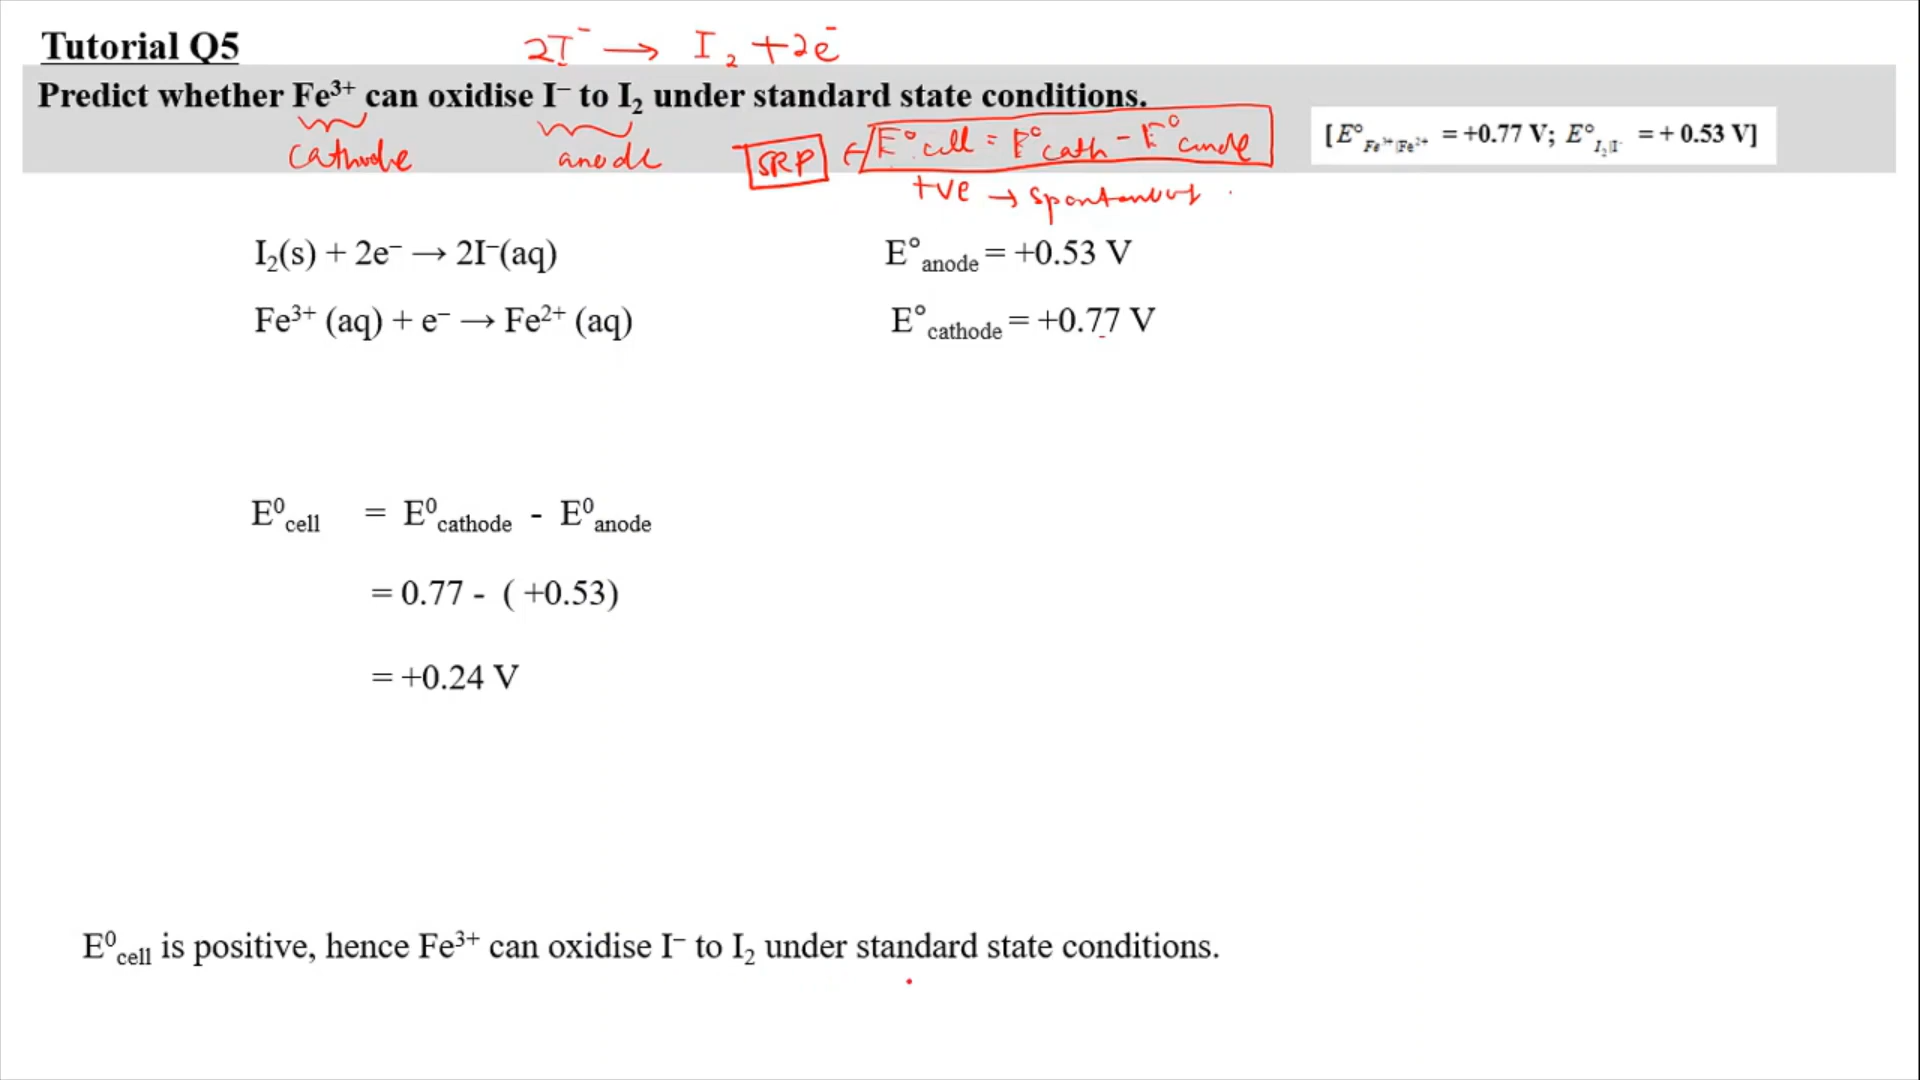 Tutorial Q5
2I⁻ → I₂ + 2e⁻
Predict whether Fe³⁺ can oxidise I⁻ to I₂ under standard state conditions.
[E°Fe³⁺|Fe²⁺ = +0.77 V; E°I₂|I⁻ = + 0.53 V]
cathode anode SRP ← E°cell = E°cath - E°anode
+ve → spontaneous
I₂(s) + 2e⁻ → 2I⁻(aq) E°anode = +0.53 V
Fe³⁺ (aq) + e⁻ → Fe²⁺ (aq) E°cathode = +0.77 V
E⁰cell = E⁰cathode - E⁰anode
= 0.77 - ( +0.53)
= +0.24 V
E⁰cell is positive, hence Fe³⁺ can oxidise I⁻ to I₂ under standard state conditions.